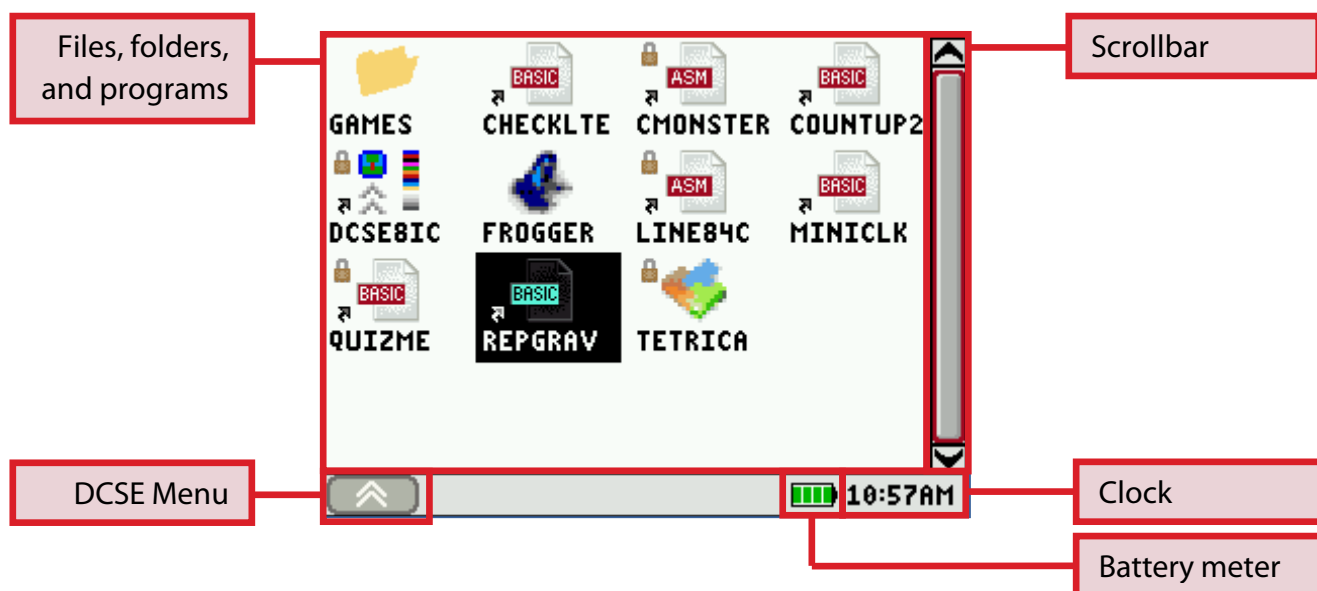 Files, folders,
and programs
Scrollbar
BASIC
ASM
BASIC
GAMES
CHECKLTE
CMONSTER
COUNTUP2
ASM
BASIC
DCSE8IC
FROGGER
LINE84C
MINICLK
BASIC
BASIC
QUIZME
REPGRAV
TETRICA
DCSE Menu
10:57AM
Clock
Battery meter